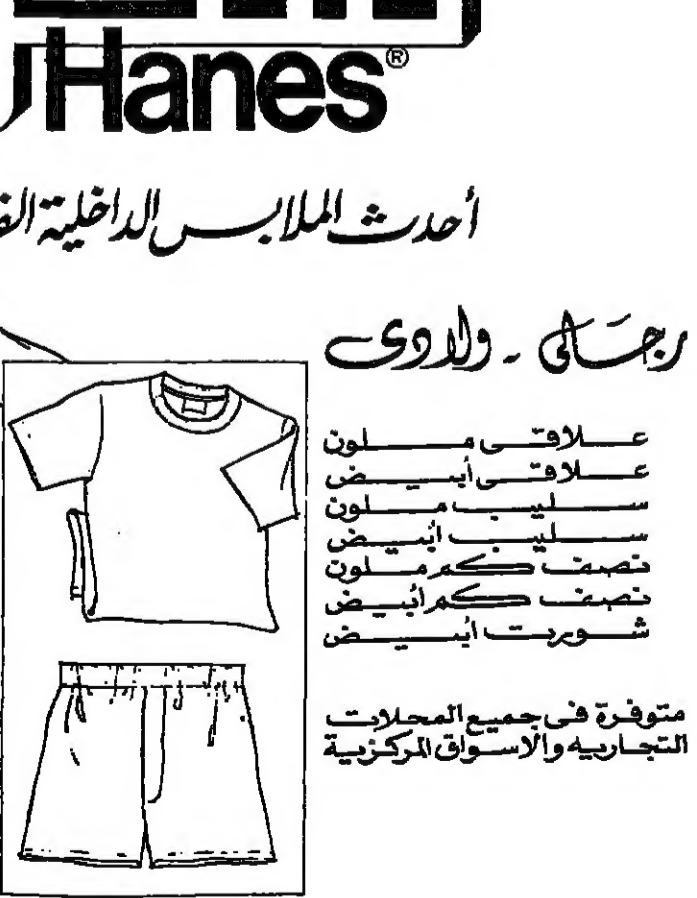 Hanes®
أحدث الملابس الداخلية
رجالى - ولادى
علاقى ملون
علاقى أبيض
سليب ملون
سليب أبيض
نصف كم ملون
نصف كم أبيض
شورت أبيض
متوفرة فى جميع المحلات
التجاريه والاسواق المركزية